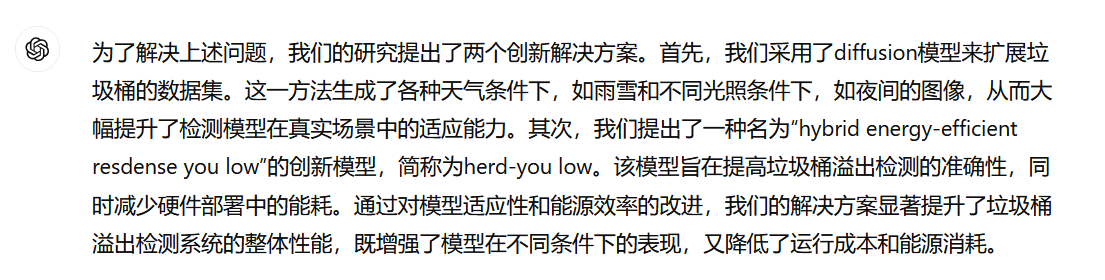 为了解决上述问题，我们的研究提出了两个创新解决方案。首先，我们采用了diffusion模型来扩展垃
圾桶的数据集。这一方法生成了各种天气条件下，如雨雪和不同光照条件下，如夜间的图像，从而大
幅提升了检测模型在真实场景中的适应能力。其次，我们提出了一种名为“hybrid energy-efficient
resdense you low”的创新模型，简称为herd-you low。该模型旨在提高垃圾桶溢出检测的准确性，同
时减少硬件部署中的能耗。通过对模型适应性和能源效率的改进，我们的解决方案显著提升了垃圾桶
溢出检测系统的整体性能，既增强了模型在不同条件下的表现，又降低了运行成本和能源消耗。